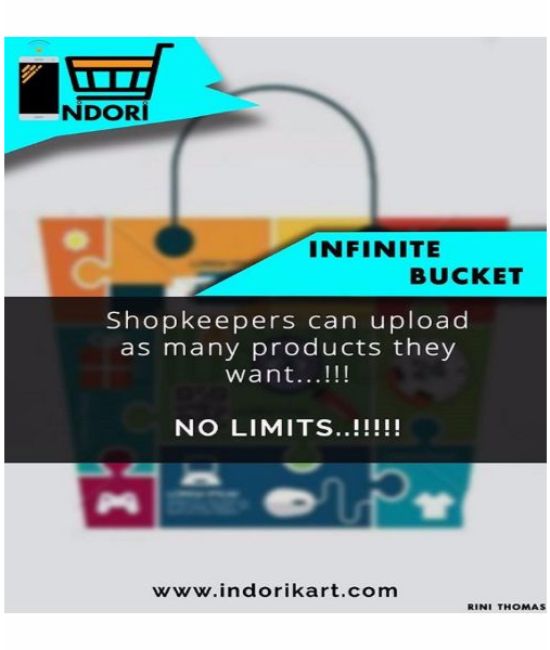 NDORİ
INFINITE
BUCKET
Shopkeepers can upload
as many products they
want...!!!
NO LIMITS..!!!!!
www.indorikart.com
RINI THOMAS